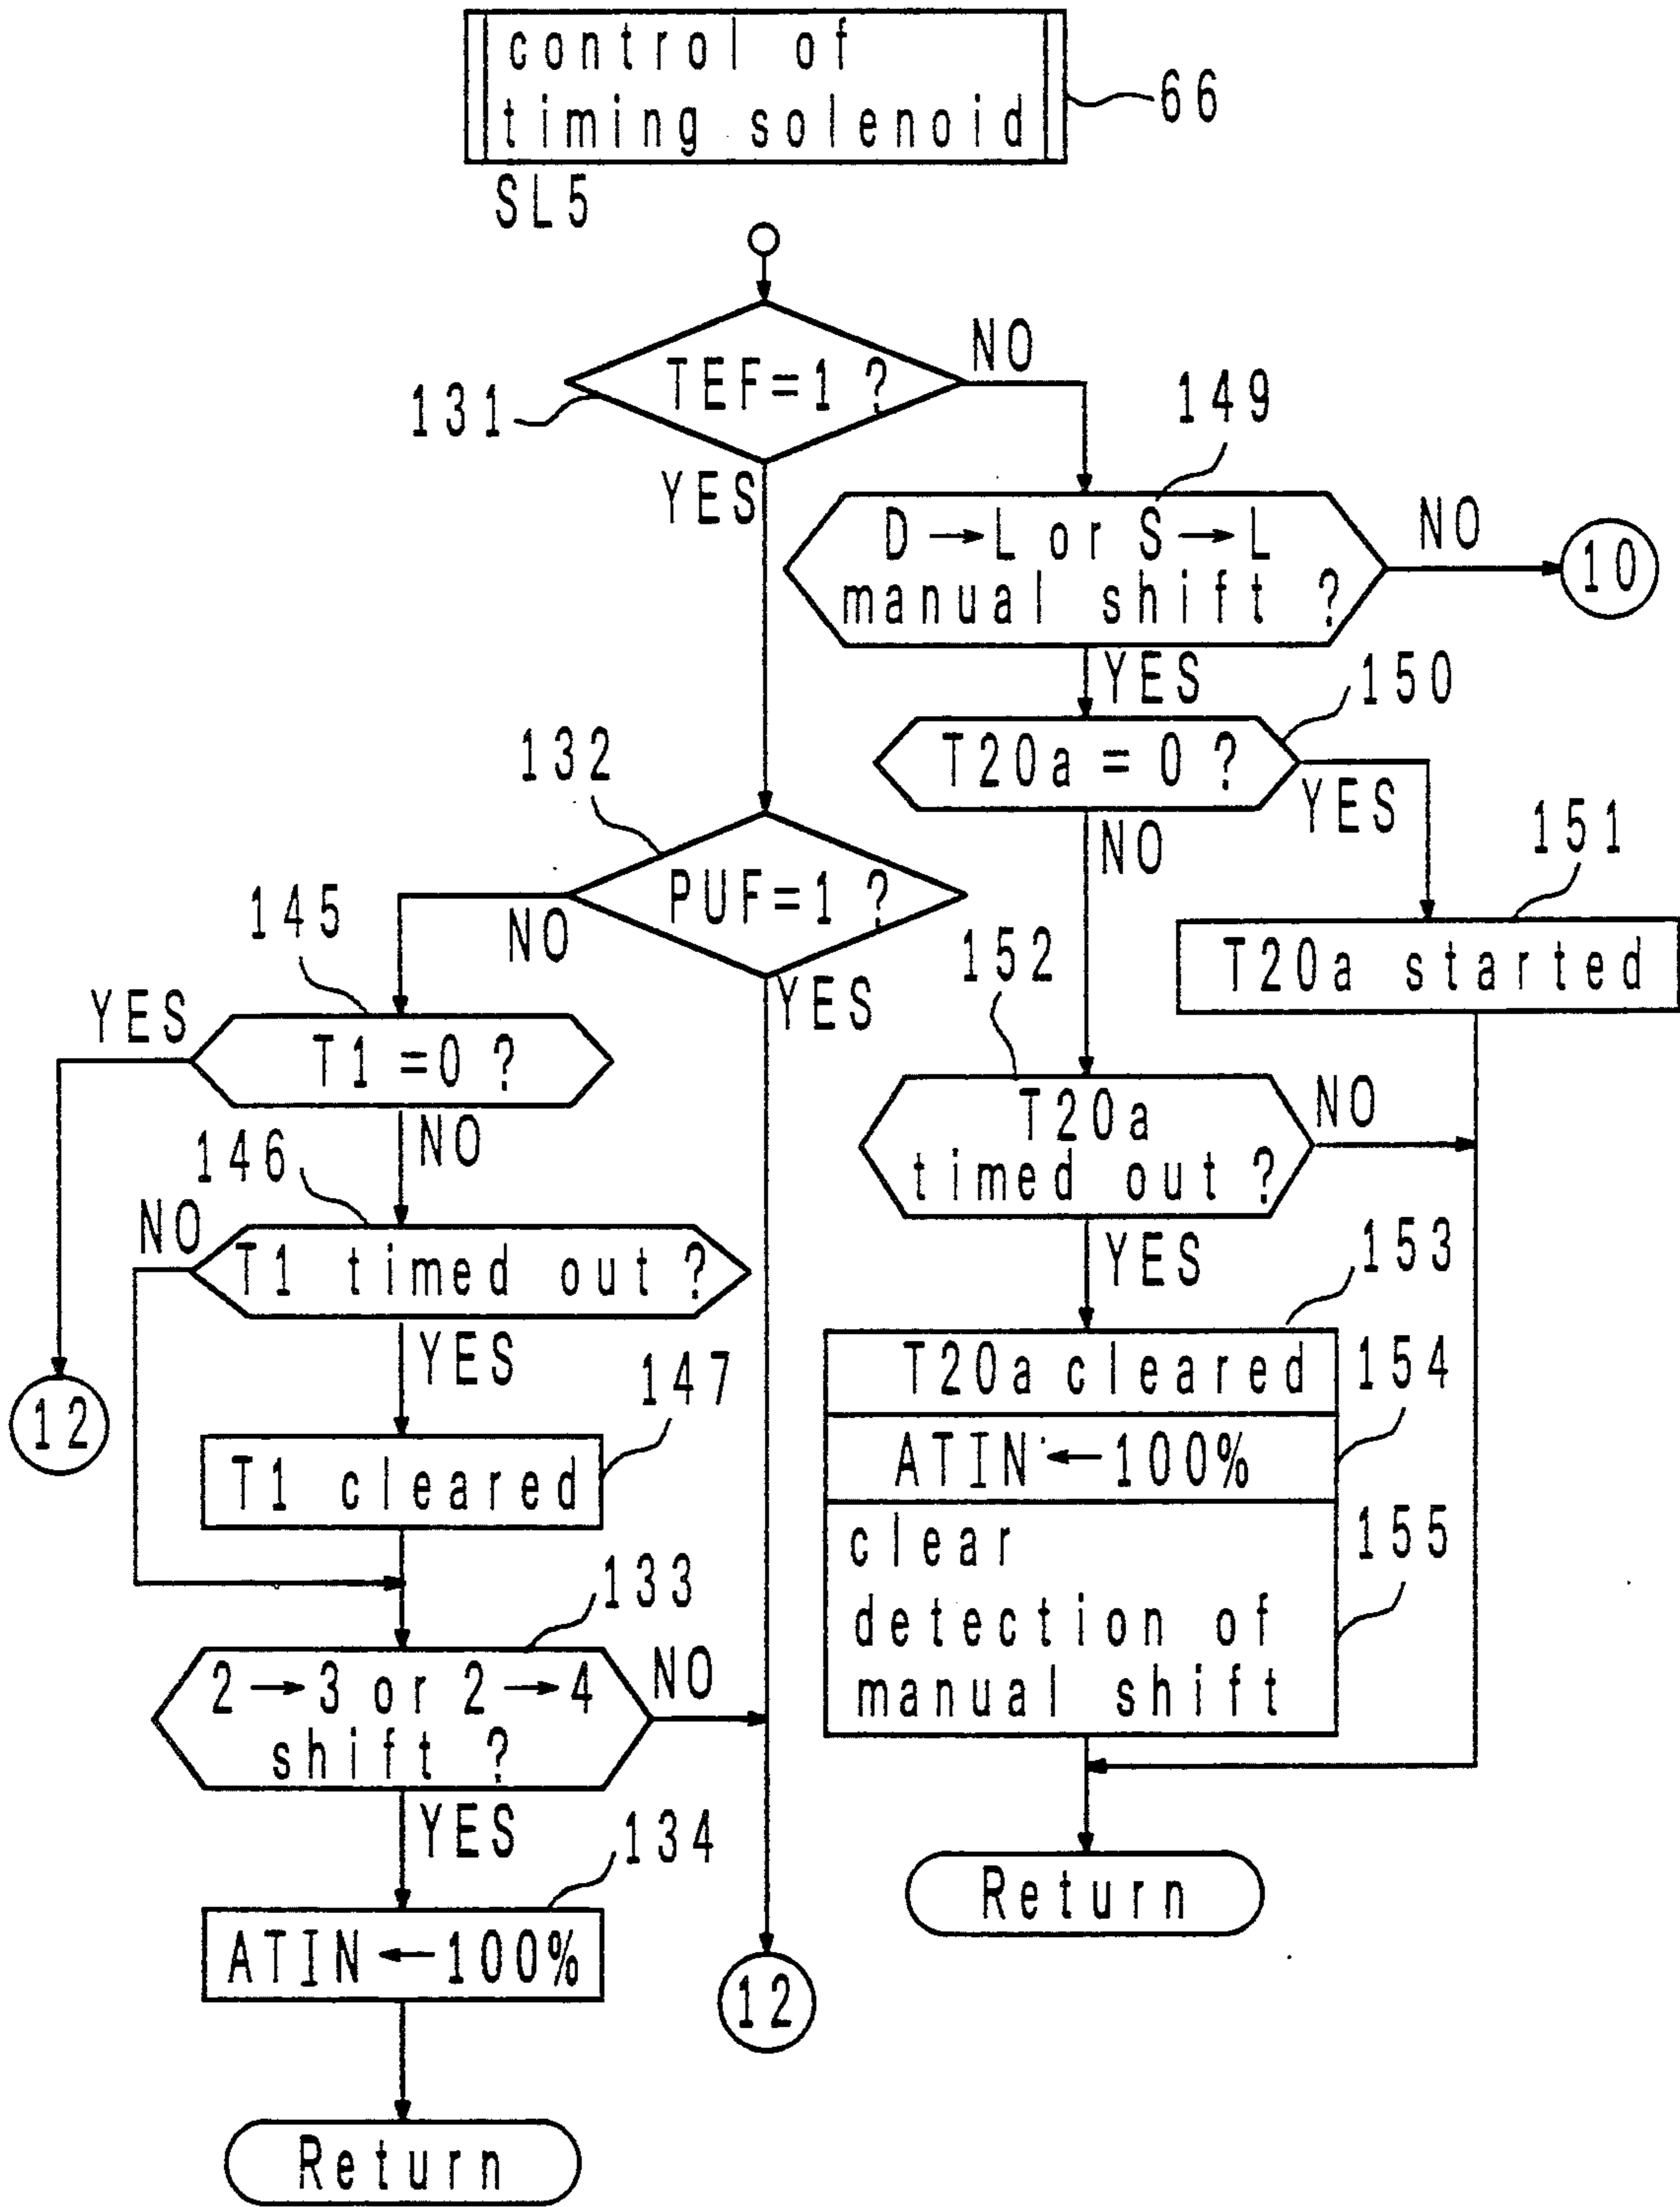 control of
timing solenoid
66
SL5
TEF=1 ?
NO
131
149
YES
D→L or S→L
manual shift ?
NO
10
YES
150
132
T20a = 0 ?
YES
NO
151
PUF=1 ?
145
NO
152
T20a started
YES
YES
T1 =0 ?
NO
T20a
timed out ?
NO
146
NO
T1 timed out ?
YES
153
YES
T20a cleared
154
147
12
ATIN ←100%
T1 cleared
155
clear
detection of
manual shift
133
2→3 or 2→4
shift ?
NO
YES
134
Return
ATIN ←100%
12
Return